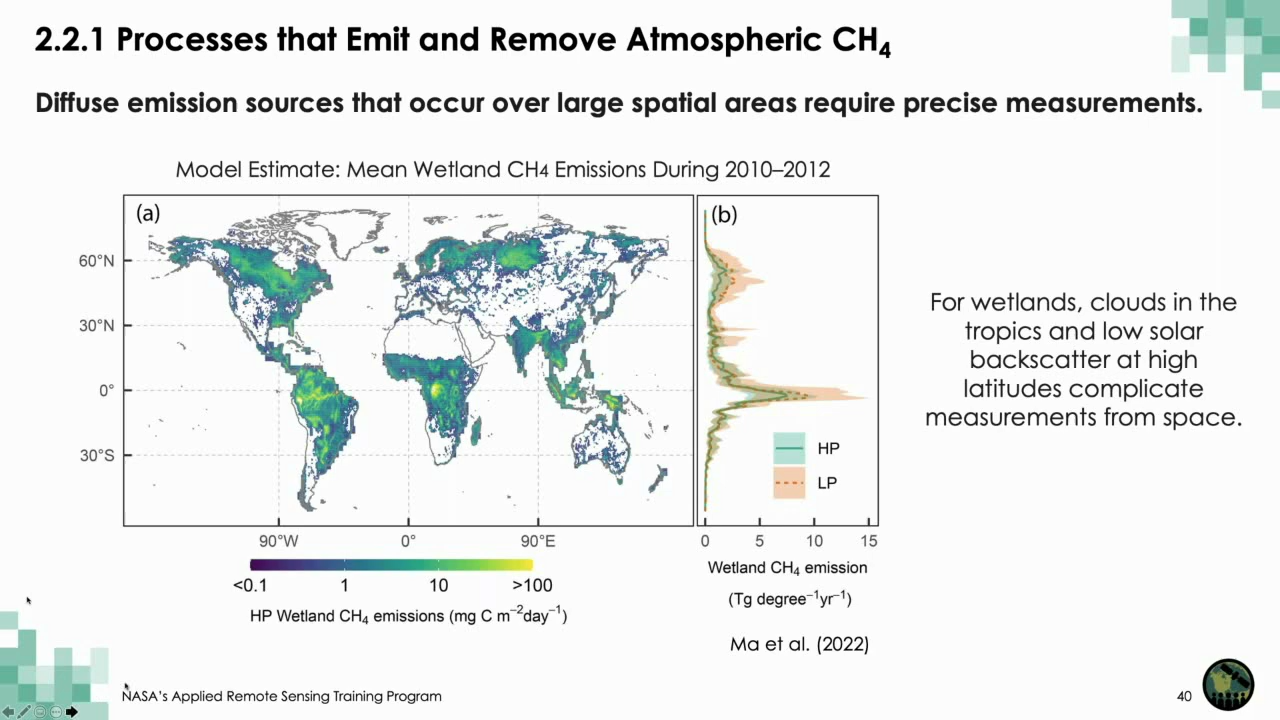 2.2.1 Processes that Emit and Remove Atmospheric CH₄
Diffuse emission sources that occur over large spatial areas require precise measurements.
Model Estimate: Mean Wetland CH4 Emissions During 2010–2012
(a)
(b)
60°N
30°N
0°
30°S
90°W 0° 90°E
HP
LP
0 5 10 15
Wetland CH₄ emission
(Tg degree⁻¹yr⁻¹)
<0.1 1 10 >100
HP Wetland CH₄ emissions (mg C m⁻²day⁻¹)
Ma et al. (2022)
For wetlands, clouds in the
tropics and low solar
backscatter at high
latitudes complicate
measurements from space.
NASA's Applied Remote Sensing Training Program
40